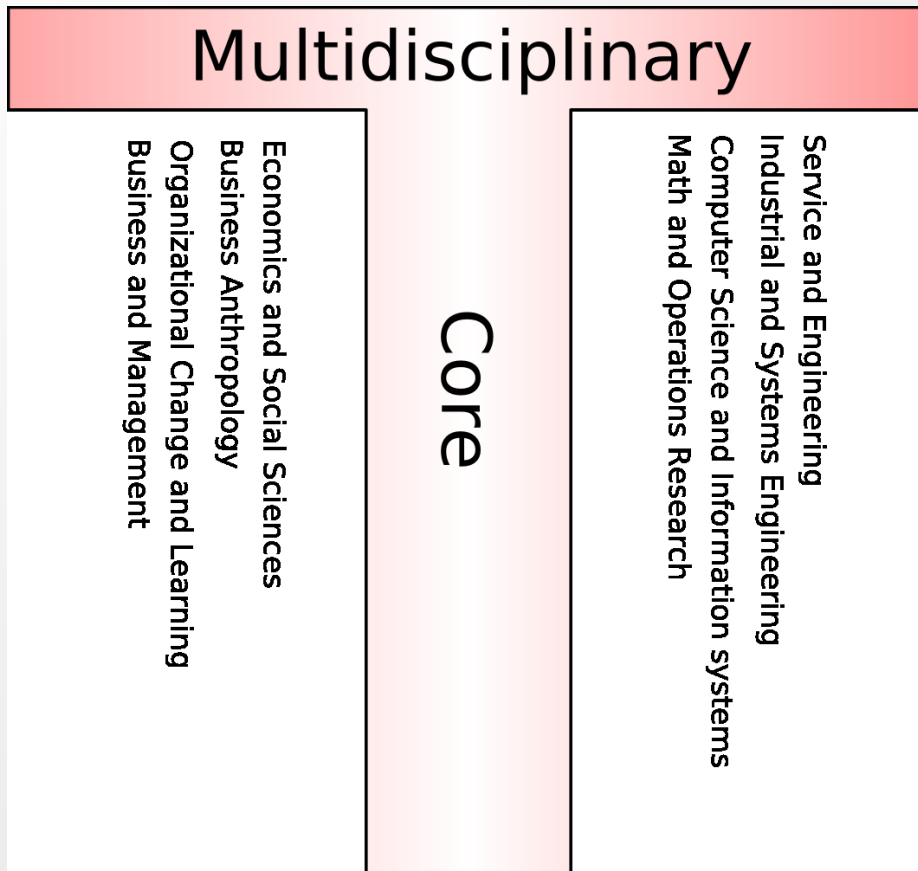 Multidisciplinary
Economics and Social Sciences
Business Anthropology
Organizational Change and Learning
Business and Management
Core
Service and Engineering
Industrial and Systems Engineering
Computer Science and Information systems
Math and Operations Research